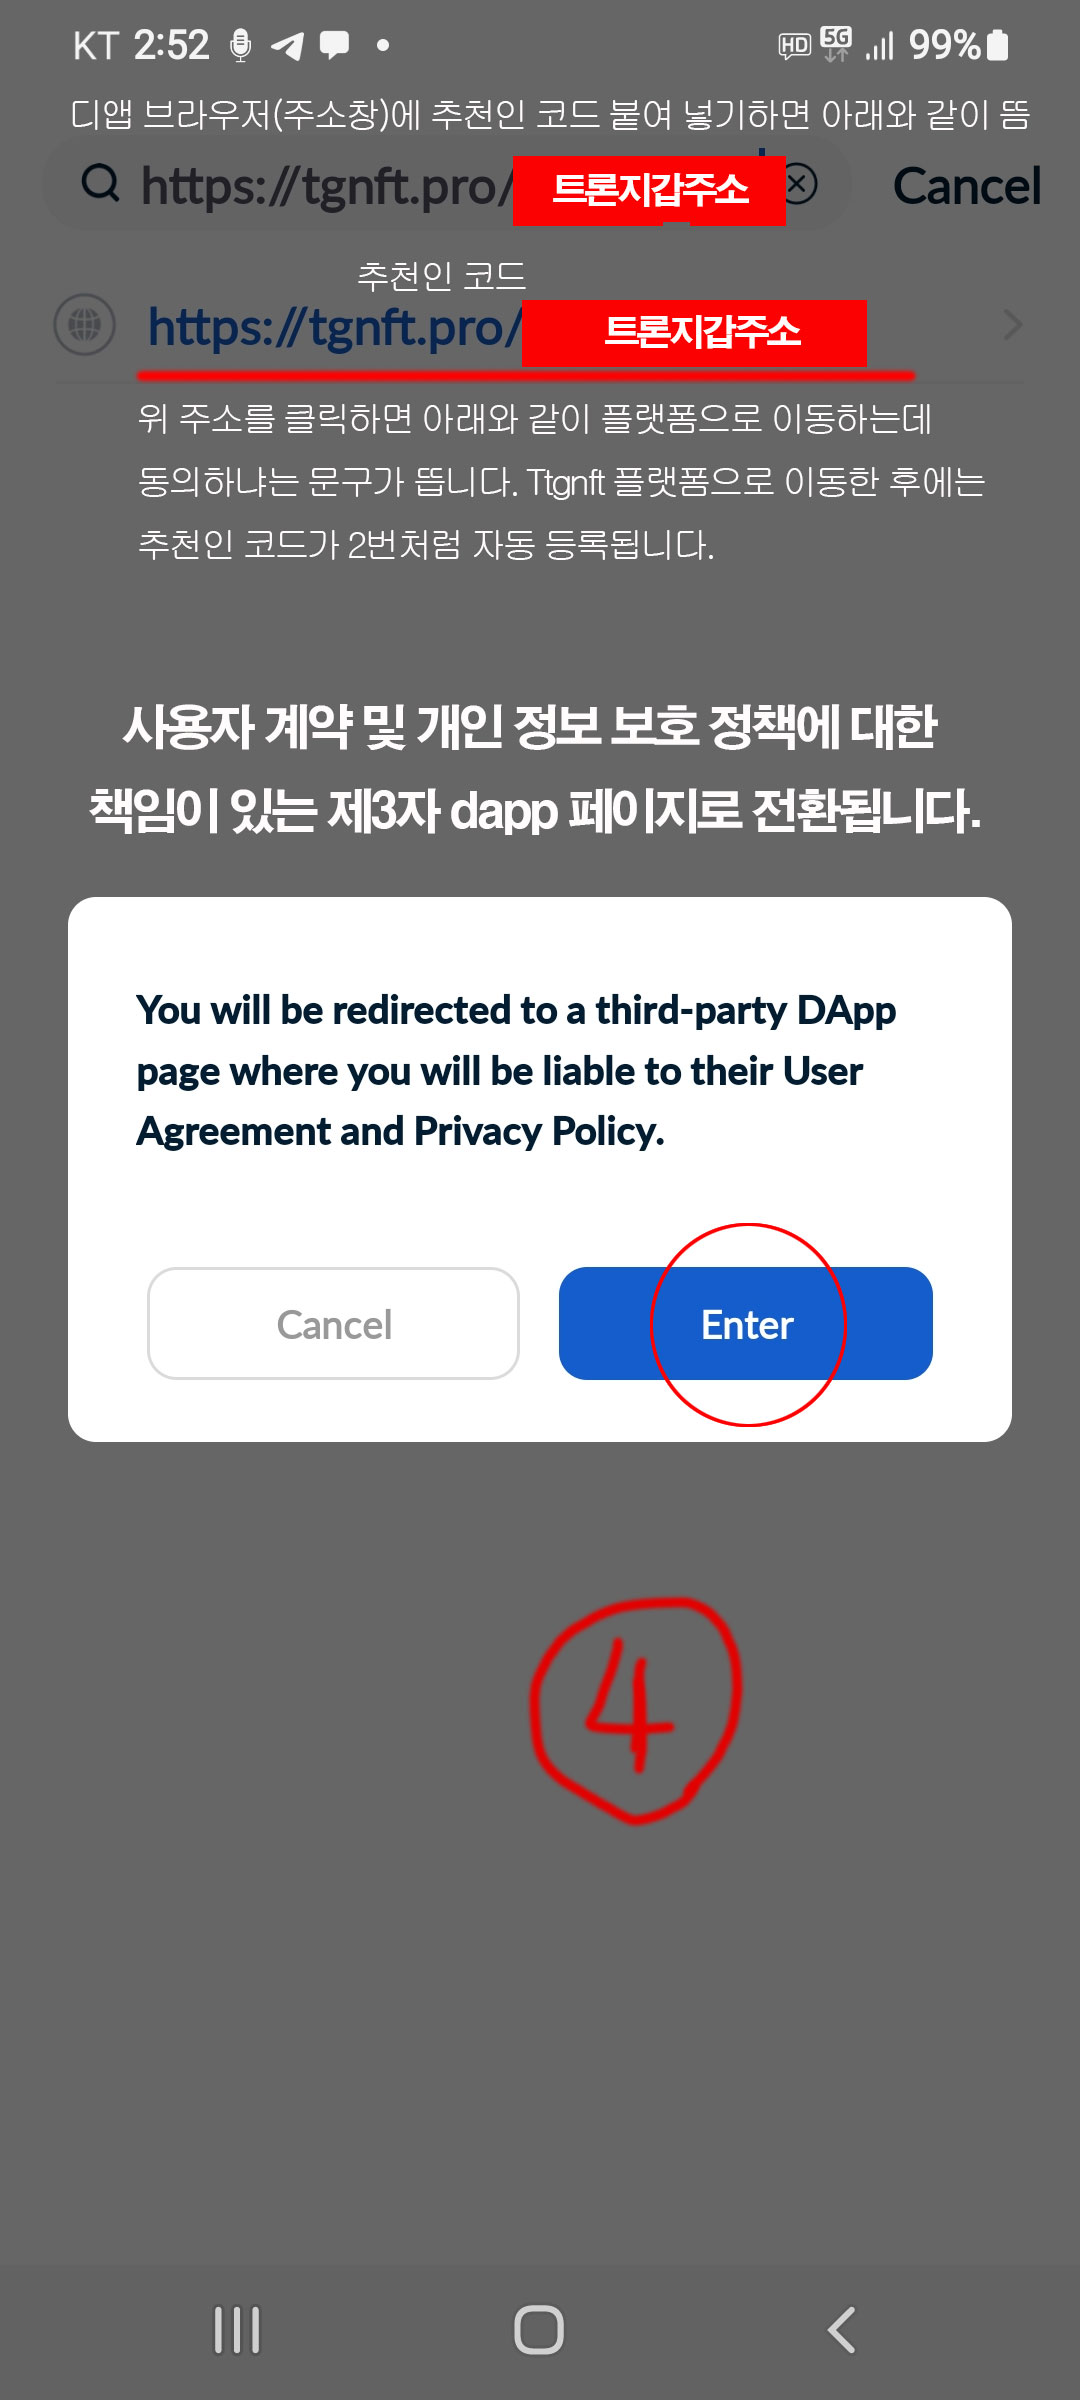 KT 2:52 HD 5G 99%
디앱 브라우저(주소창)에 추천인 코드 붙여 넣기하면 아래와 같이 뜸
https://tgnft.pro/ 트론지갑주소 Cancel
추천인 코드
https://tgnft.pro/ 트론지갑주소
위 주소를 클릭하면 아래와 같이 플랫폼으로 이동하는데
동의하냐는 문구가 뜹니다. Ttgnft 플랫폼으로 이동한 후에는
추천인 코드가 2번처럼 자동 등록됩니다.
사용자 계약 및 개인 정보 보호 정책에 대한
책임이 있는 제3자 dapp 페이지로 전환됩니다.
You will be redirected to a third-party DApp
page where you will be liable to their User
Agreement and Privacy Policy.
Cancel Enter
4